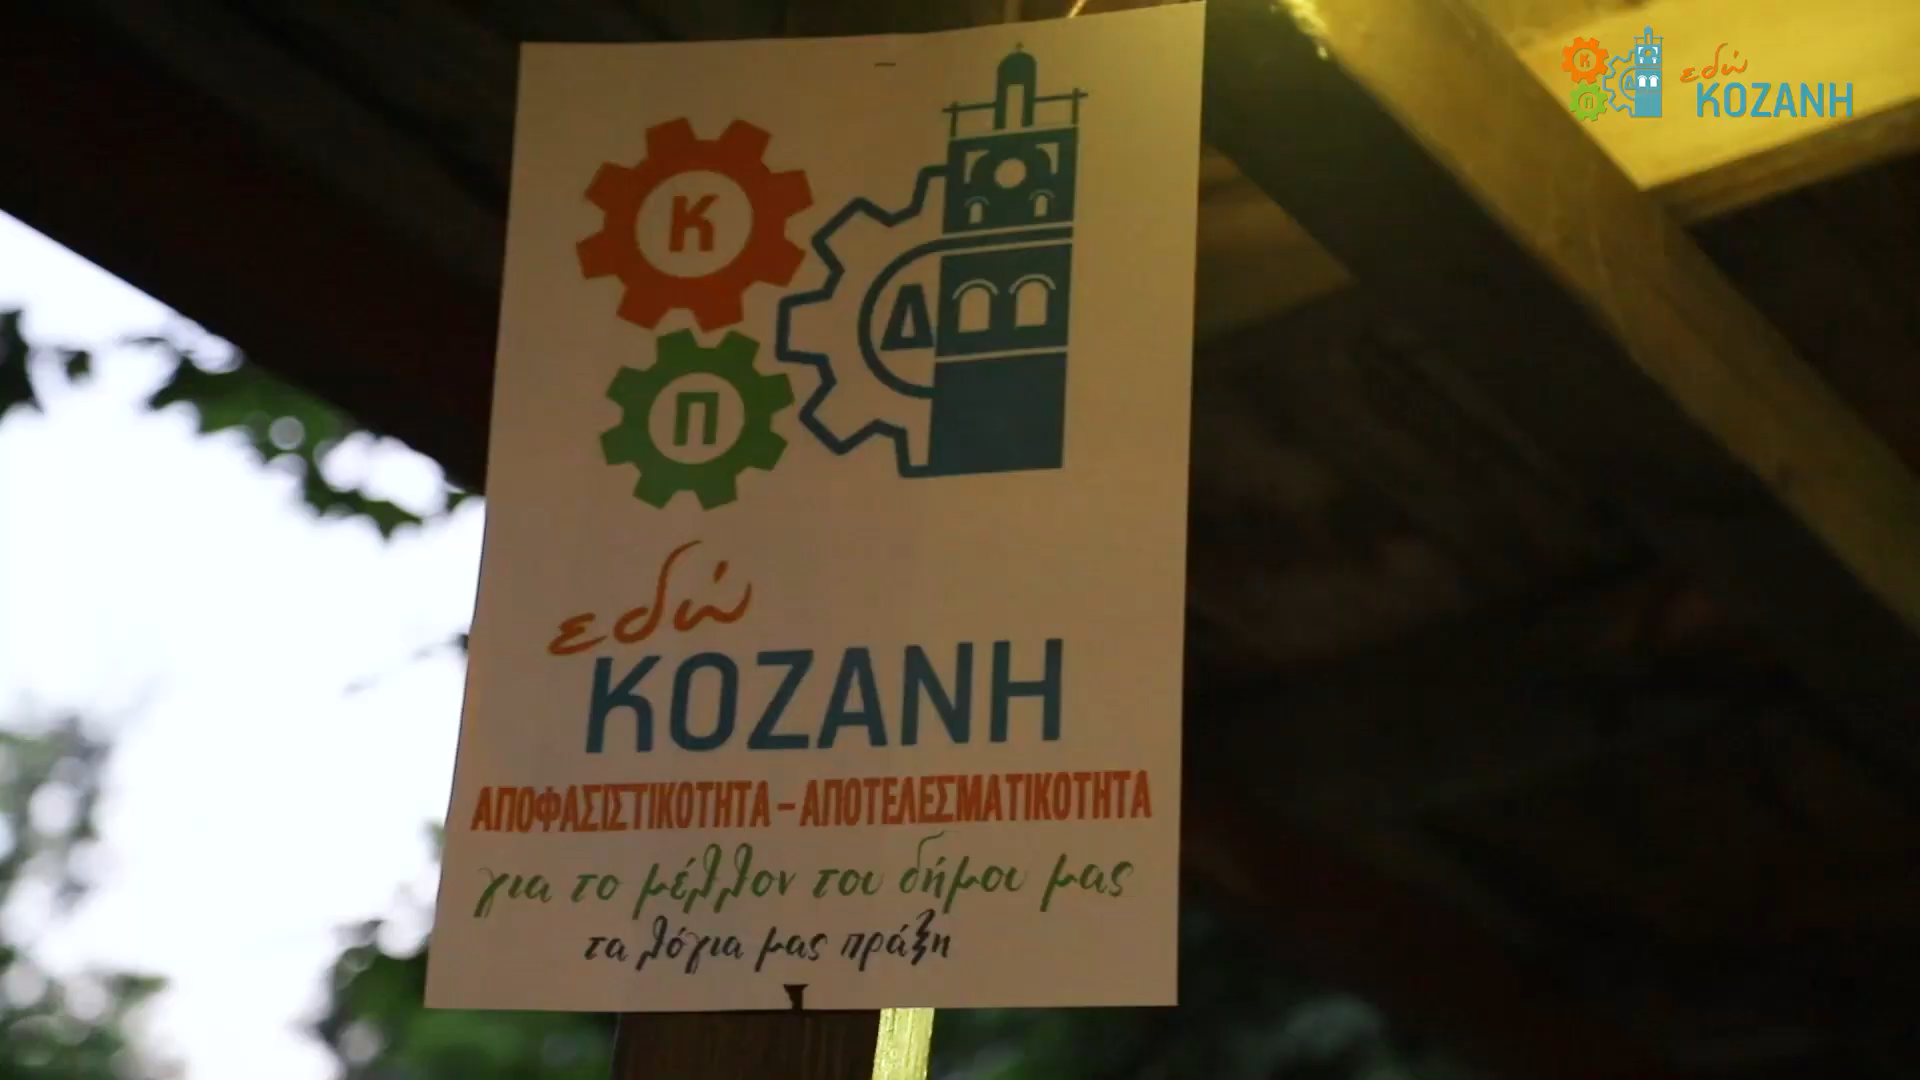 Κ
Δ
Π
εδώ
ΚΟΖΑΝΗ
ΑΠΟΦΑΣΙΣΤΙΚΟΤΗΤΑ – ΑΠΟΤΕΛΕΣΜΑΤΙΚΟΤΗΤΑ
για το μέλλον του δήμου μας
τα λόγια μας πράξη
Κ
Δ
Π
εδώ
ΚΟΖΑΝΗ